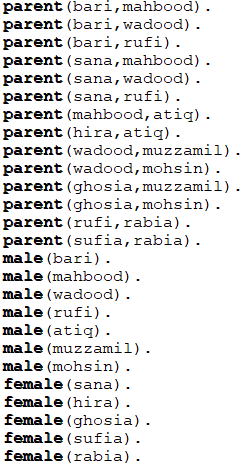 parent(bari,mahbood).
parent(bari,wadood).
parent(bari,rufi).
parent(sana,mahbood).
parent(sana,wadood).
parent(sana,rufi).
parent(mahbood,atiq).
parent(hira,atiq).
parent(wadood,muzzamil).
parent(wadood,mohsin).
parent(ghosia,muzzamil).
parent(ghosia,mohsin).
parent(rufi,rabia).
parent(sufia,rabia).
male(bari).
male(mahbood).
male(wadood).
male(rufi).
male(atiq).
male(muzzamil).
male(mohsin).
female(sana).
female(hira).
female(ghosia).
female(sufia).
female(rabia).